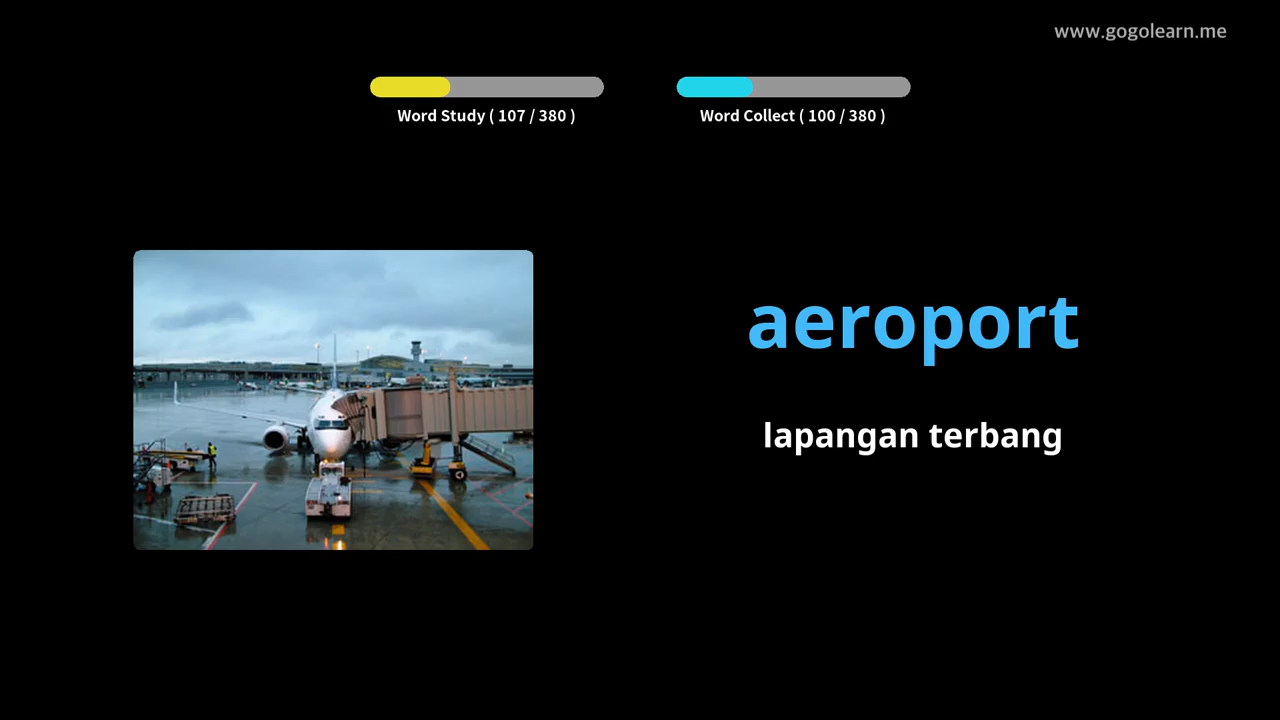 www.gogolearn.me
Word Study ( 107 / 380 )
Word Collect ( 100 / 380 )
aeroport
lapangan terbang